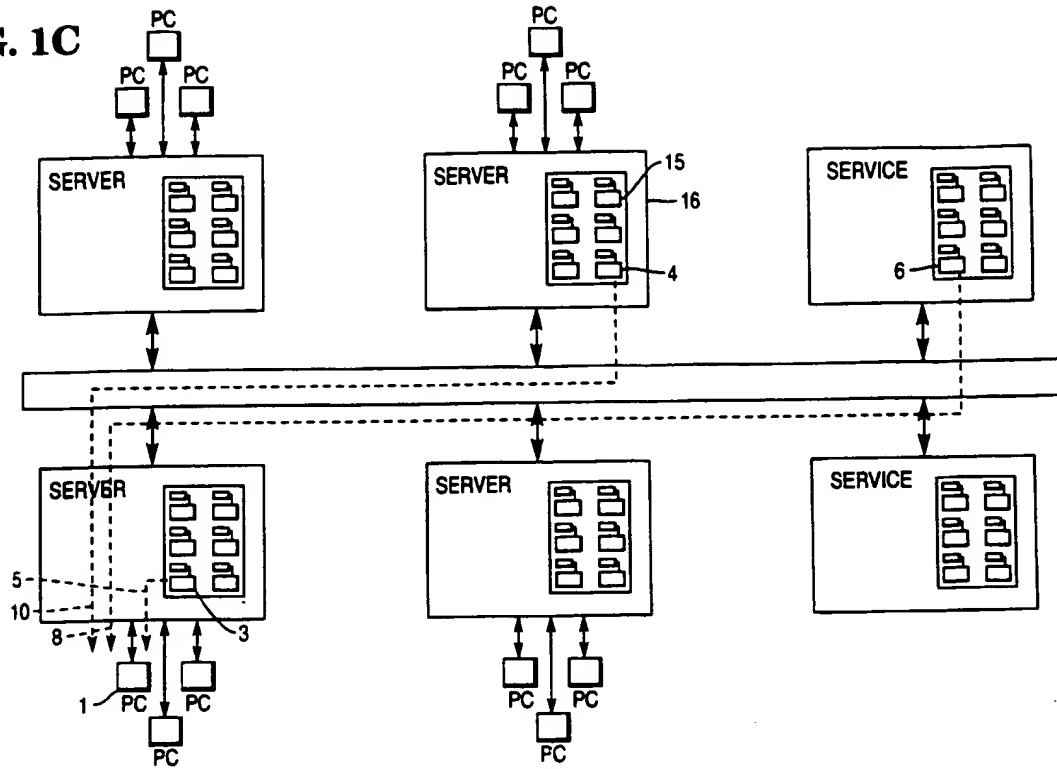 G. 1C
PC
PC PC
PC
PC PC
SERVER
SERVER
15
16
4
SERVICE
6
SERVER
SERVER
SERVICE
5
10
8
3
1
PC PC
PC
PC PC
PC